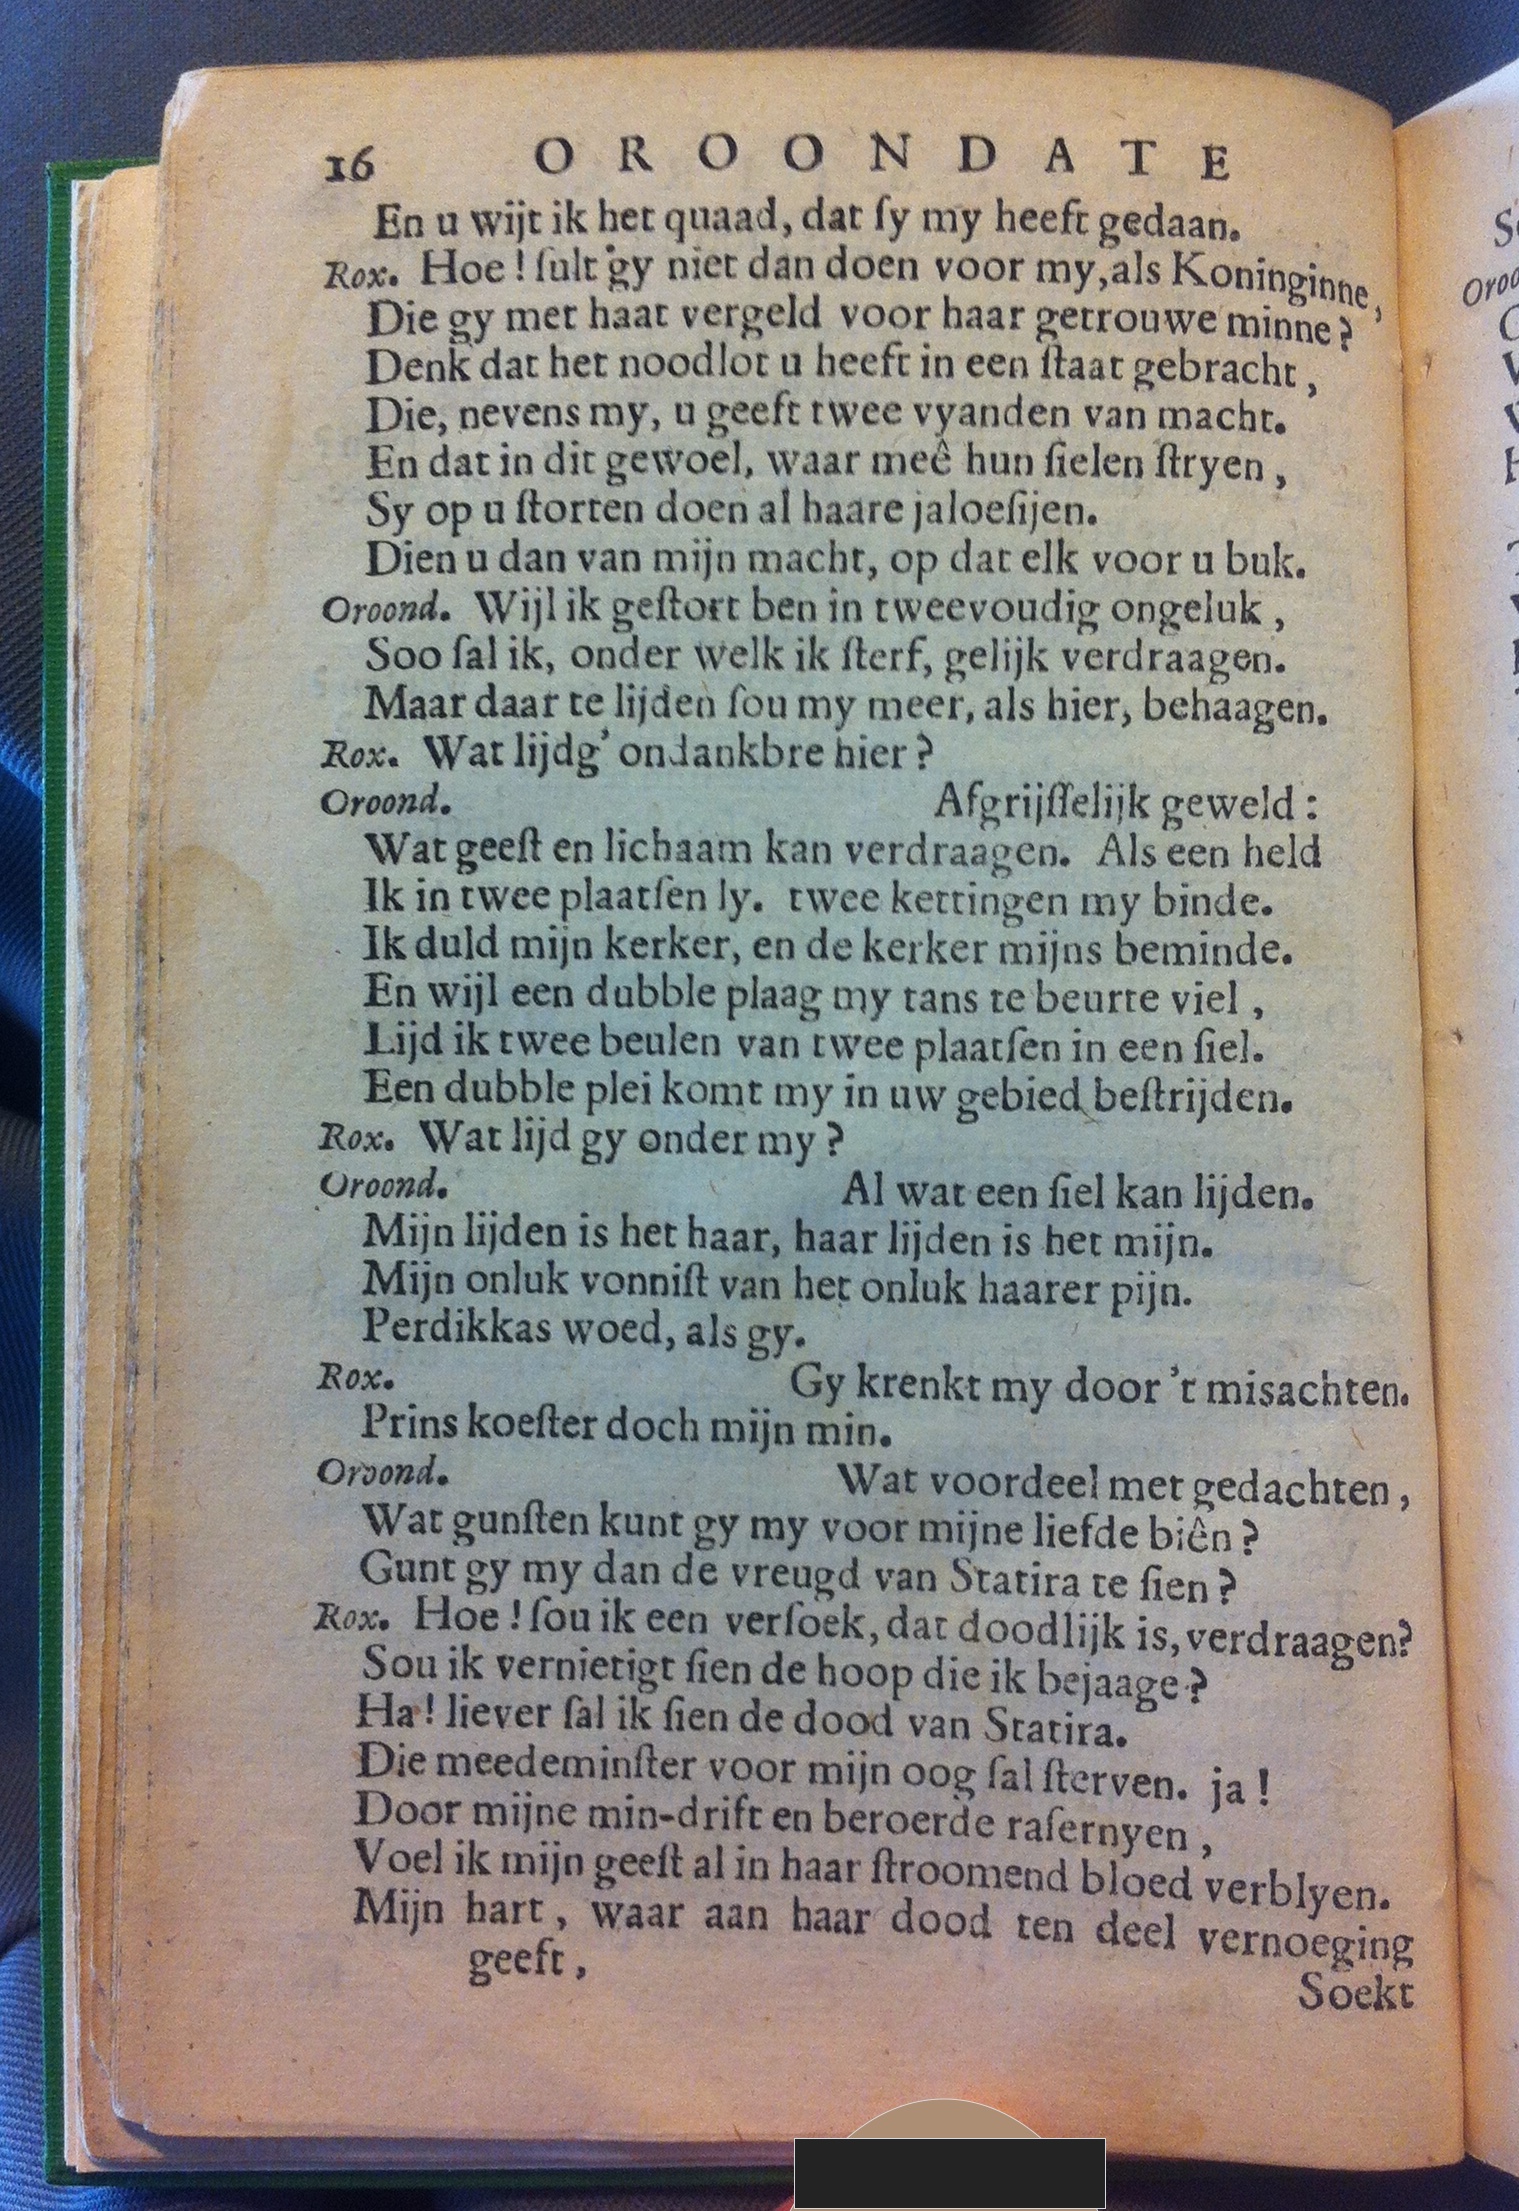 16 OROONDATE
En u wijt ik het quaad, dat ſy my heeft gedaan.
Rox. Hoe! ſult gy niet dan doen voor my, als Koninginne,
Die gy met haat vergeld voor haar getrouwe minne?
Denk dat het noodlot u heeft in een ſtaat gebracht,
Die, nevens my, u geeft twee vyanden van macht.
En dat in dit gewoel, waar meê hun ſielen ſtryen,
Sy op u ſtorten doen al haare jaloeſijen.
Dien u dan van mijn macht, op dat elk voor u buk.
Oroond. Wijl ik geſtort ben in tweevoudig ongeluk,
Soo ſal ik, onder welk ik ſterf, gelijk verdraagen.
Maar daar te lijden ſou my meer, als hier, behaagen.
Rox. Wat lijdg' ondankbre hier?
Oroond. Afgrijſſelijk geweld:
Wat geeſt en lichaam kan verdraagen. Als een held
Ik in twee plaatſen ly. twee kettingen my binde.
Ik duld mijn kerker, en de kerker mijns beminde.
En wijl een dubble plaag my tans te beurte viel,
Lijd ik twee beulen van twee plaatſen in een ſiel.
Een dubble plei komt my in uw gebied beſtrijden.
Rox. Wat lijd gy onder my?
Oroond. Al wat een ſiel kan lijden.
Mijn lijden is het haar, haar lijden is het mijn.
Mijn onluk vonniſt van het onluk haarer pijn.
Perdikkas woed, als gy.
Rox. Gy krenkt my door 't misachten.
Prins koeſter doch mijn min.
Oroond. Wat voordeel met gedachten,
Wat gunſten kunt gy my voor mijne liefde biên?
Gunt gy my dan de vreugd van Statira te ſien?
Rox. Hoe! ſou ik een verſoek, dat doodlijk is, verdraagen?
Sou ik vernietigt ſien de hoop die ik bejaage?
Ha! liever ſal ik ſien de dood van Statira.
Die meedeminſter voor mijn oog ſal ſterven. ja!
Door mijne min-drift en beroerde raſernyen,
Voel ik mijn geeſt al in haar ſtroomend bloed verblyen.
Mijn hart, waar aan haar dood ten deel vernoeging
geeft,
Soekt